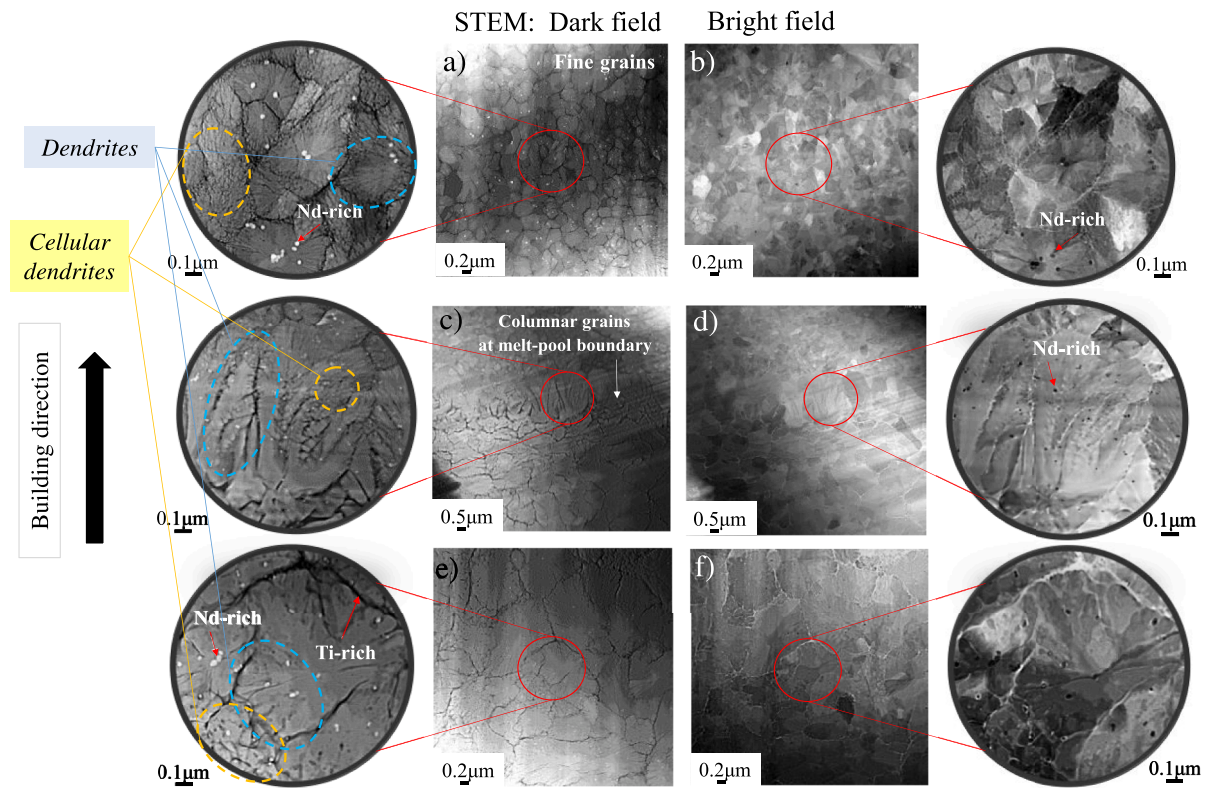 STEM: Dark field
Bright field
a)
Fine grains
b)
Dendrites
Nd-rich
Nd-rich
Cellular
dendrites
0.1μm
0.2μm
0.2μm
0.1μm
Building direction
c)
Columnar grains
at melt-pool boundary
d)
Nd-rich
0.1μm
0.5μm
0.5μm
0.1μm
e)
f)
Nd-rich
Ti-rich
0.1μm
0.2μm
0.2μm
0.1μm